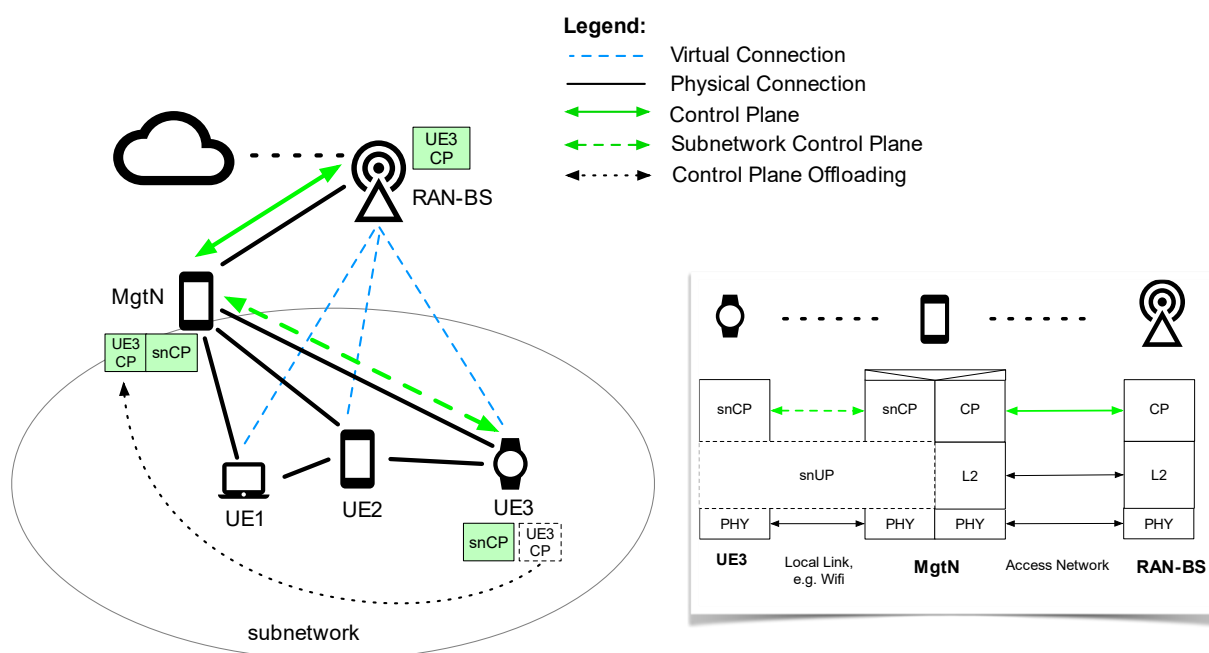 Legend:
Virtual Connection
Physical Connection
Control Plane
Subnetwork Control Plane
Control Plane Offloading
UE3
CP
RAN-BS
MgtN
UE3
CP
snCP
UE1
UE2
UE3
snCP
UE3
CP
subnetwork
snCP
snCP
CP
CP
snUP
L2
L2
PHY
PHY
PHY
PHY
UE3
Local Link,
e.g. Wifi
MgtN
Access Network
RAN-BS